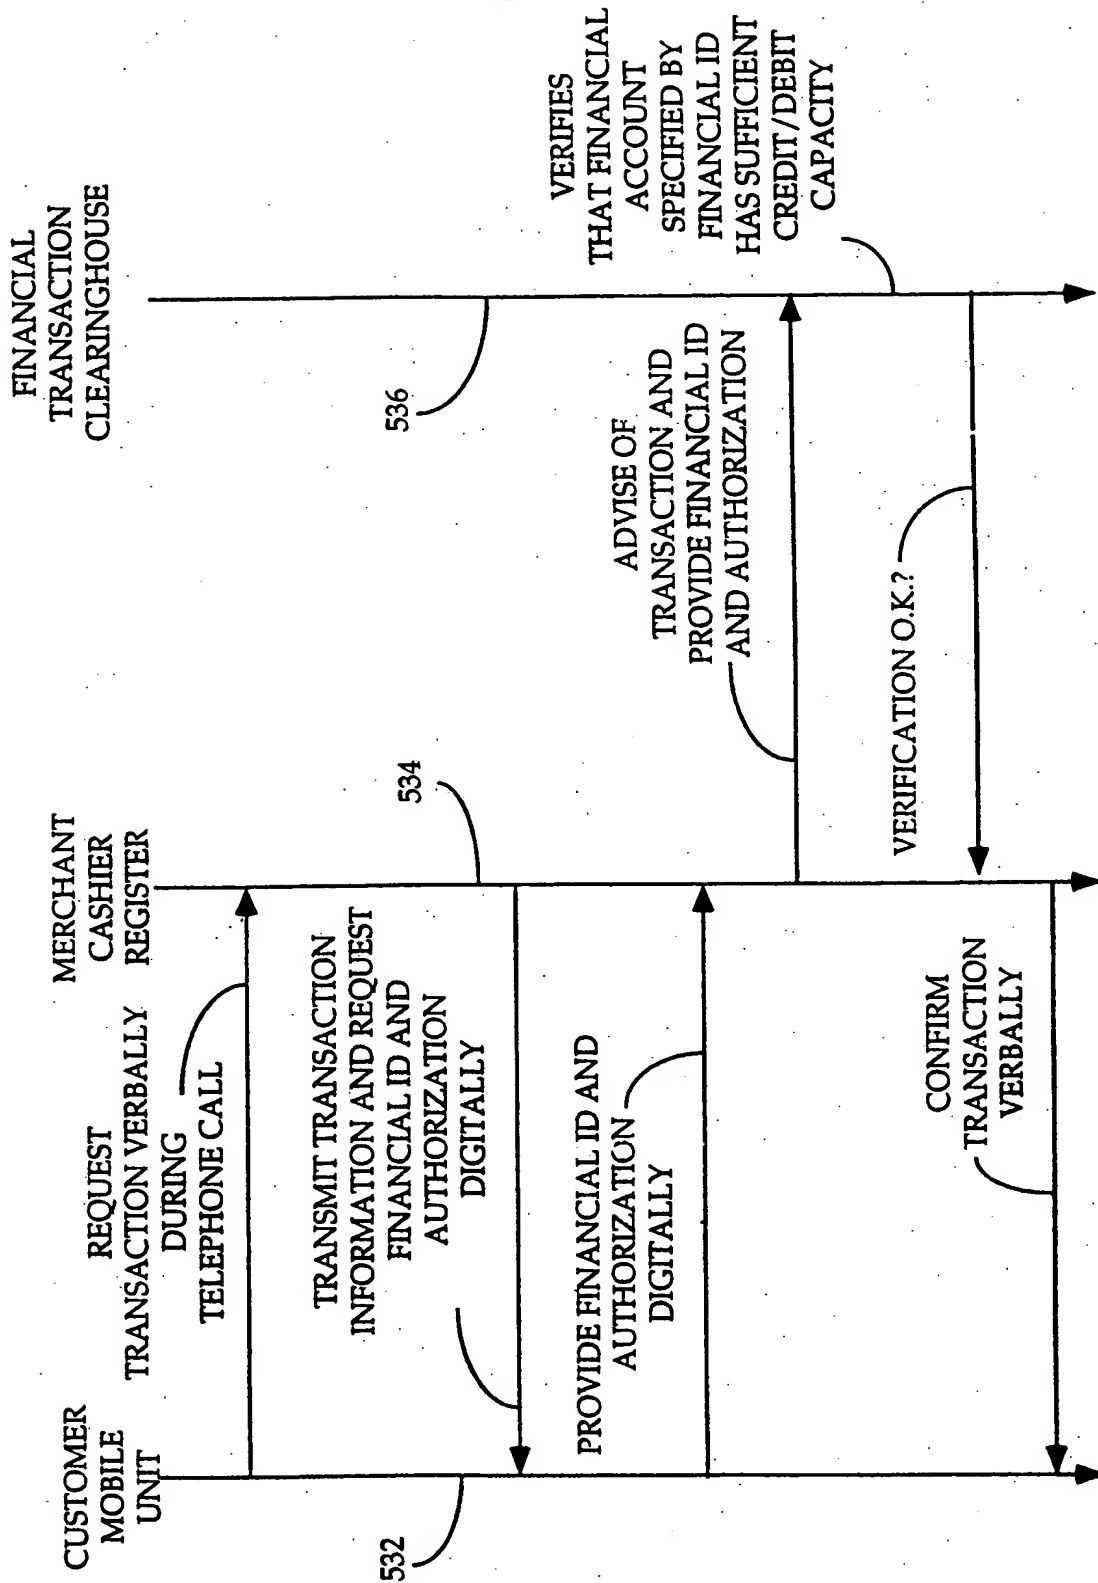 CUSTOMER
MOBILE
UNIT
REQUEST
TRANSACTION VERBALLY
DURING
TELEPHONE CALL
MERCHANT
CASHIER
REGISTER
FINANCIAL
TRANSACTION
CLEARINGHOUSE
532
534
536
TRANSMIT TRANSACTION
INFORMATION AND REQUEST
FINANCIAL ID AND
AUTHORIZATION
DIGITALLY
PROVIDE FINANCIAL ID AND
AUTHORIZATION
DIGITALLY
ADVISE OF
TRANSACTION AND
PROVIDE FINANCIAL ID
AND AUTHORIZATION
VERIFIES
THAT FINANCIAL
ACCOUNT
SPECIFIED BY
FINANCIAL ID
HAS SUFFICIENT
CREDIT/DEBIT
CAPACITY
VERIFICATION O.K.?
CONFIRM
TRANSACTION
VERBALLY